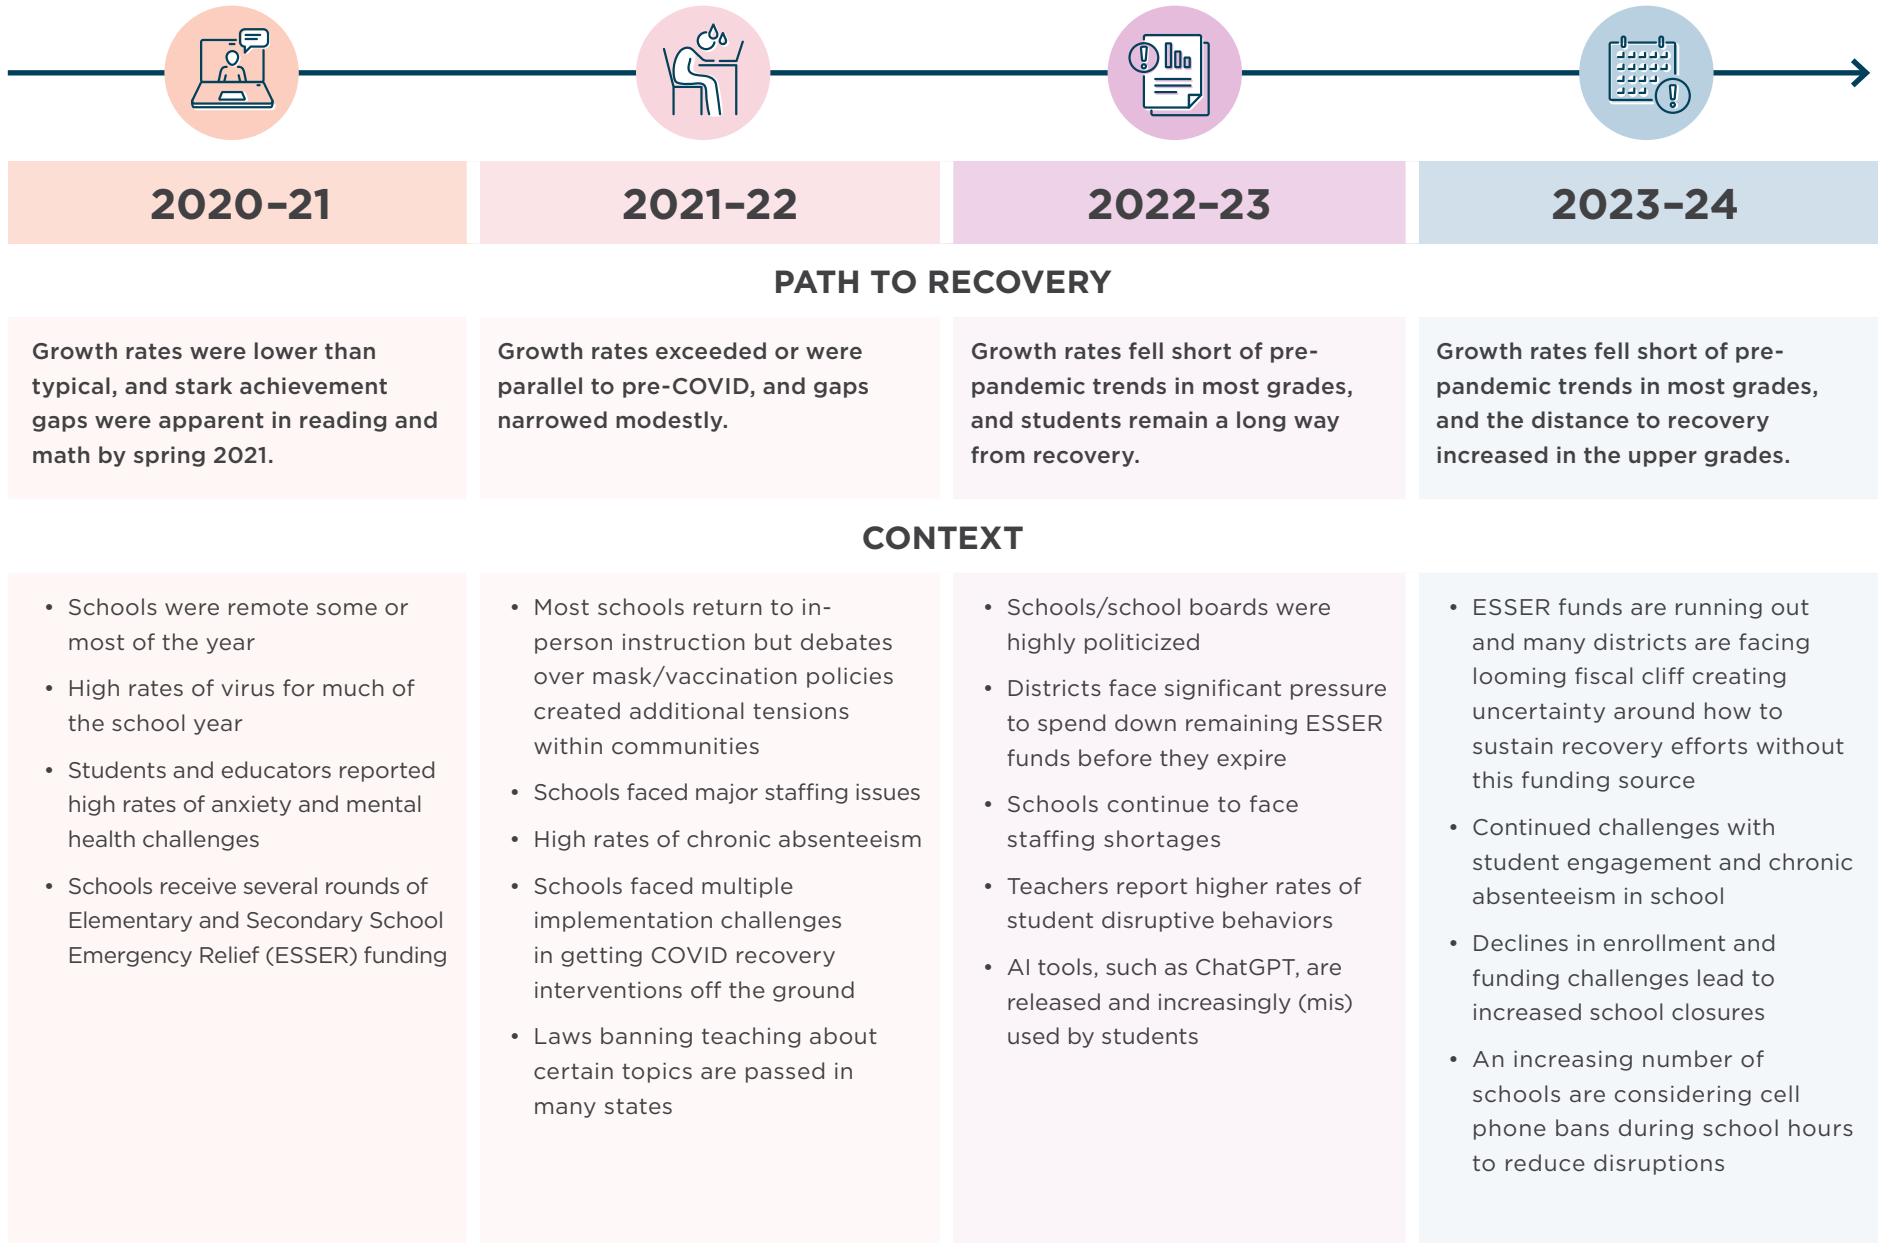 2020–21
2021–22
2022–23
2023–24
PATH TO RECOVERY
Growth rates were lower than
typical, and stark achievement
gaps were apparent in reading and
math by spring 2021.
Growth rates exceeded or were
parallel to pre-COVID, and gaps
narrowed modestly.
Growth rates fell short of pre-
pandemic trends in most grades,
and students remain a long way
from recovery.
Growth rates fell short of pre-
pandemic trends in most grades,
and the distance to recovery
increased in the upper grades.
CONTEXT
• Schools were remote some or
most of the year
• High rates of virus for much of
the school year
• Students and educators reported
high rates of anxiety and mental
health challenges
• Schools receive several rounds of
Elementary and Secondary School
Emergency Relief (ESSER) funding
• Most schools return to in-
person instruction but debates
over mask/vaccination policies
created additional tensions
within communities
• Schools faced major staffing issues
• High rates of chronic absenteeism
• Schools faced multiple
implementation challenges
in getting COVID recovery
interventions off the ground
• Laws banning teaching about
certain topics are passed in
many states
• Schools/school boards were
highly politicized
• Districts face significant pressure
to spend down remaining ESSER
funds before they expire
• Schools continue to face
staffing shortages
• Teachers report higher rates of
student disruptive behaviors
• AI tools, such as ChatGPT, are
released and increasingly (mis)
used by students
• ESSER funds are running out
and many districts are facing
looming fiscal cliff creating
uncertainty around how to
sustain recovery efforts without
this funding source
• Continued challenges with
student engagement and chronic
absenteeism in school
• Declines in enrollment and
funding challenges lead to
increased school closures
• An increasing number of
schools are considering cell
phone bans during school hours
to reduce disruptions